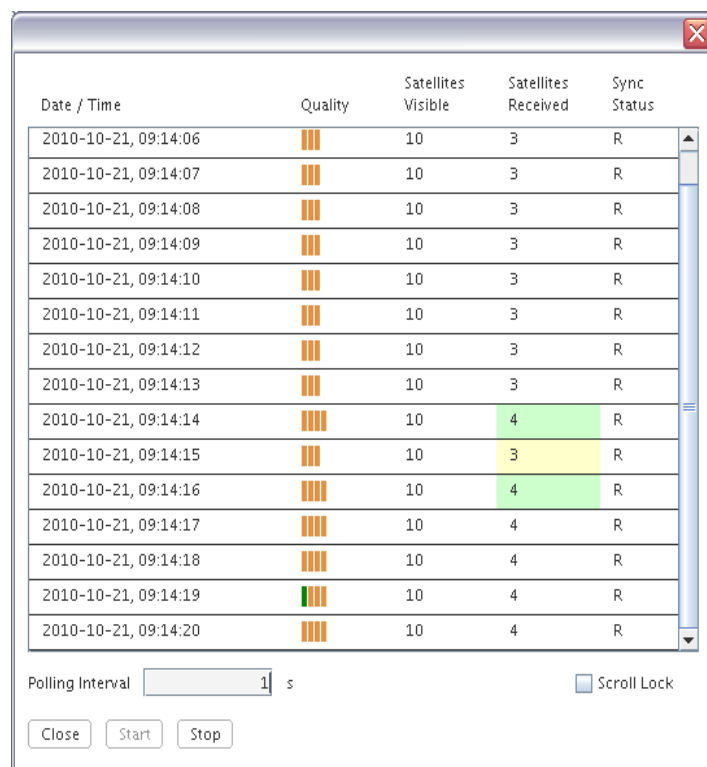 Satellites Satellites Sync
Date / Time Quality Visible Received Status
2010-10-21, 09:14:06 10 3 R
2010-10-21, 09:14:07 10 3 R
2010-10-21, 09:14:08 10 3 R
2010-10-21, 09:14:09 10 3 R
2010-10-21, 09:14:10 10 3 R
2010-10-21, 09:14:11 10 3 R
2010-10-21, 09:14:12 10 3 R
2010-10-21, 09:14:13 10 3 R
2010-10-21, 09:14:14 10 4 R
2010-10-21, 09:14:15 10 3 R
2010-10-21, 09:14:16 10 4 R
2010-10-21, 09:14:17 10 4 R
2010-10-21, 09:14:18 10 4 R
2010-10-21, 09:14:19 10 4 R
2010-10-21, 09:14:20 10 4 R
Polling Interval 1 s Scroll Lock
Close Start Stop